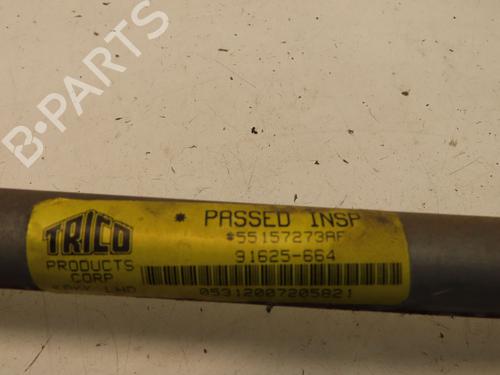 B-PARTS
TRICO
PRODUCTS
CORP
* PASSED INSP
*55157273AF
91625-664
05312007205821